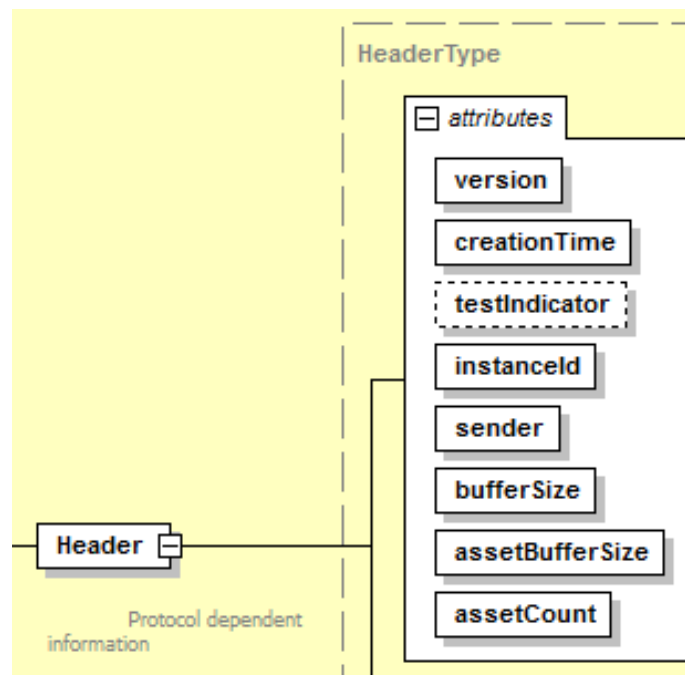 HeaderType
attributes
version
creationTime
testIndicator
instanceId
sender
bufferSize
Header
assetBufferSize
assetCount
Protocol dependent
information